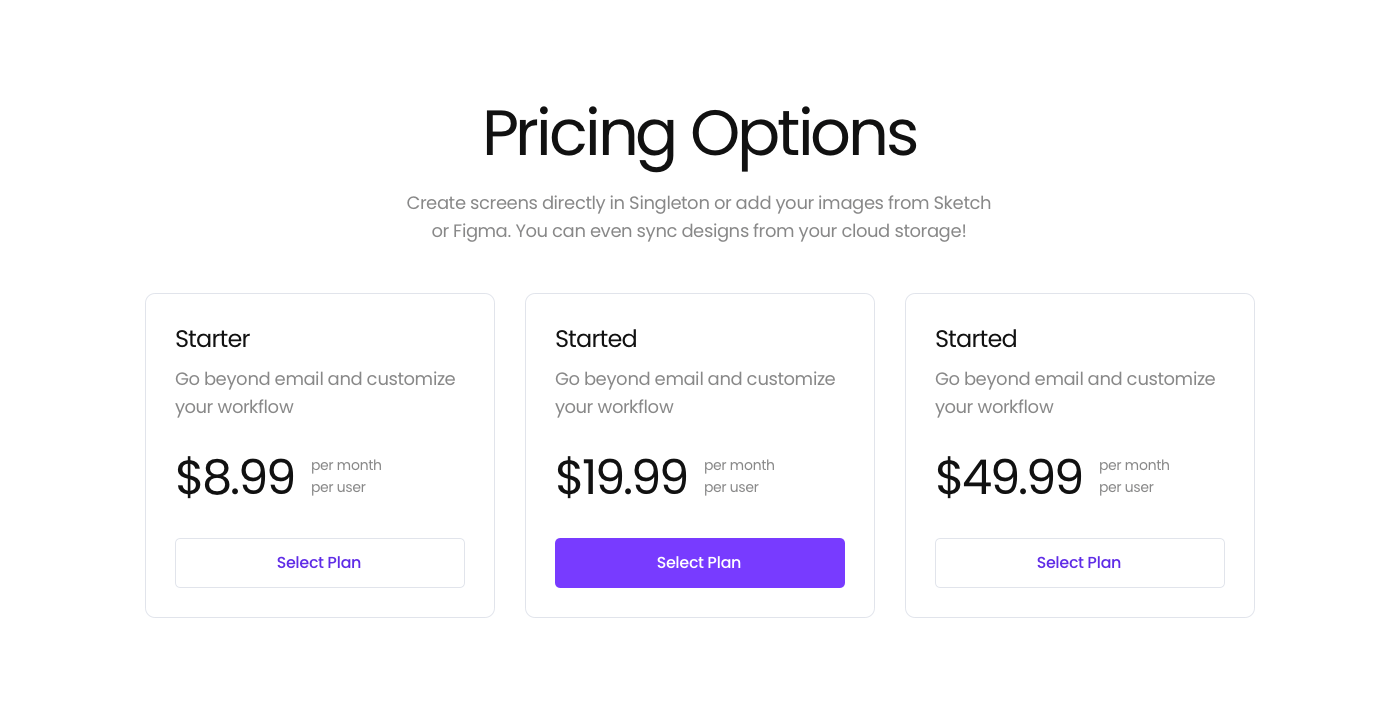 Pricing Options
Create screens directly in Singleton or add your images from Sketch
or Figma. You can even sync designs from your cloud storage!
Starter
Go beyond email and customize
your workflow
$8.99
per month
per user
Select Plan
Started
Go beyond email and customize
your workflow
$19.99
per month
per user
Select Plan
Started
Go beyond email and customize
your workflow
$49.99
per month
per user
Select Plan